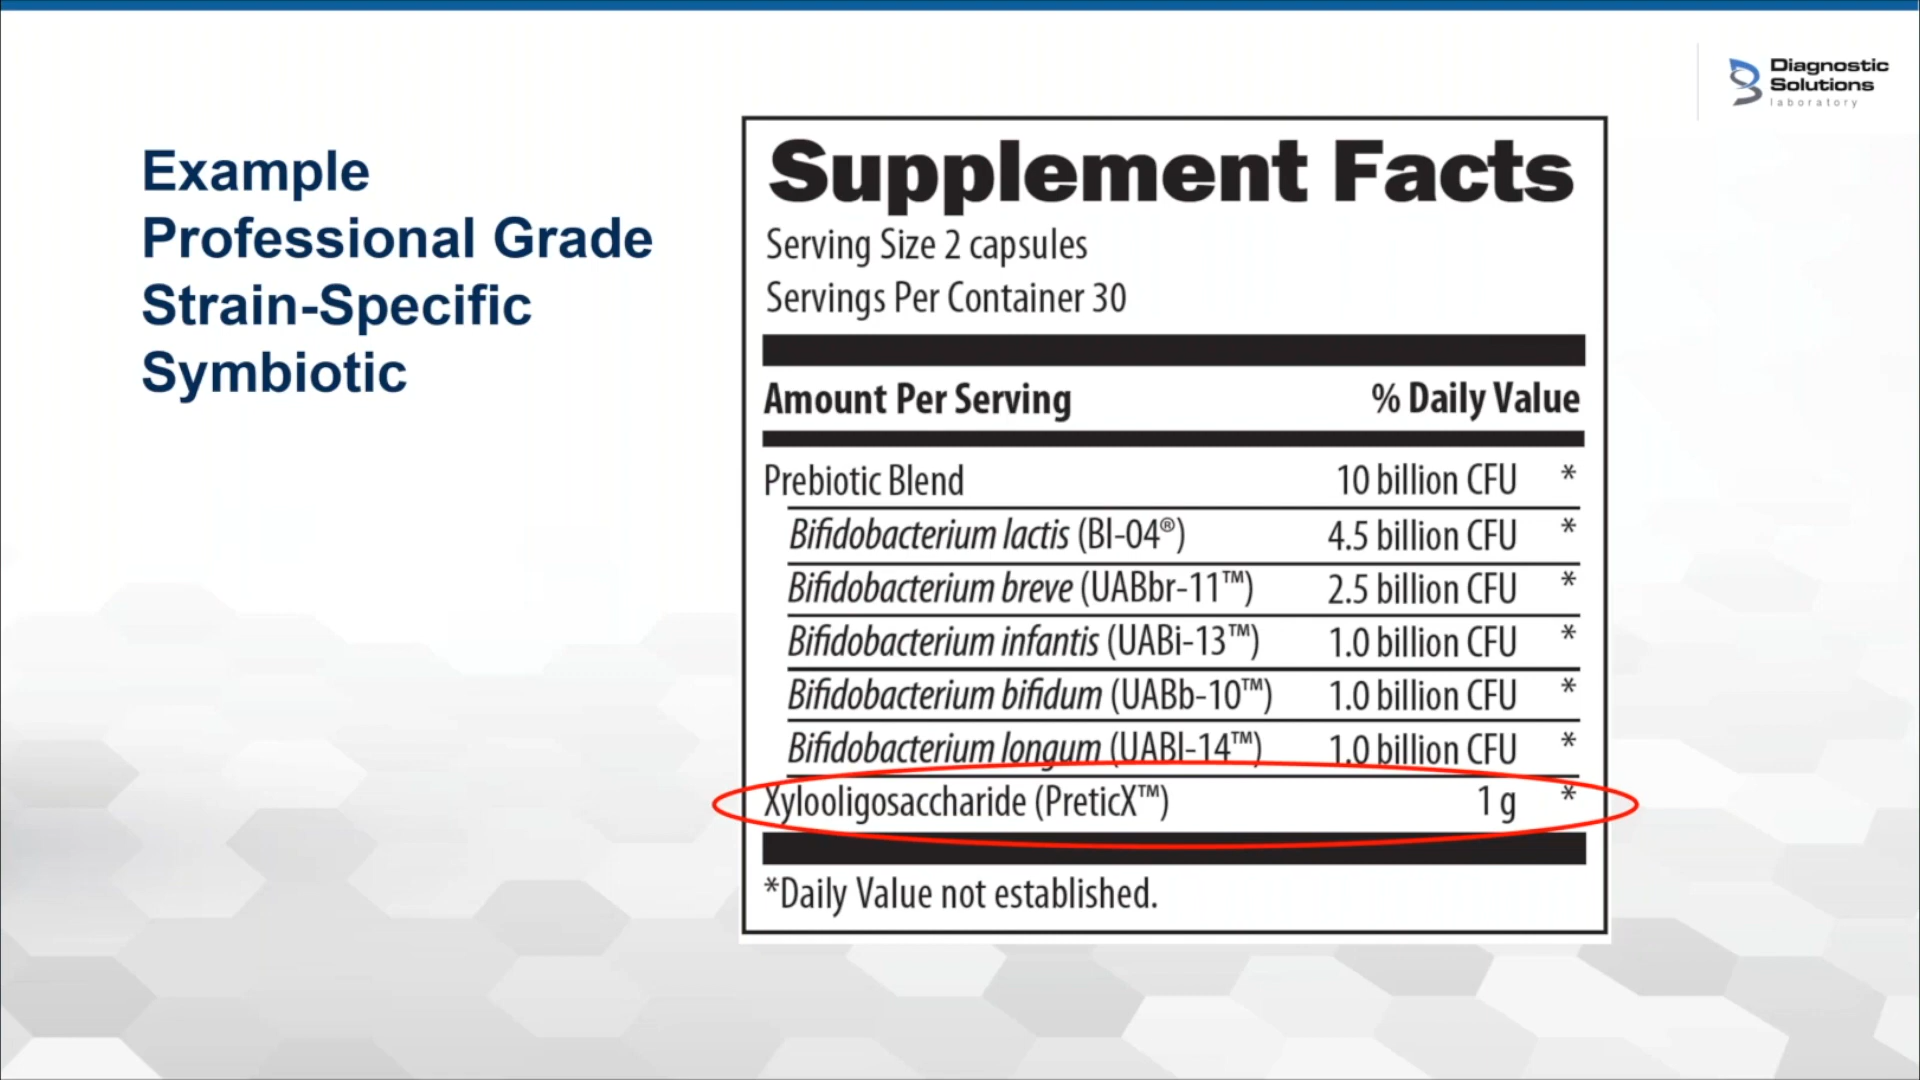 Diagnostic
Solutions
laboratory
Example
Professional Grade
Strain-Specific
Symbiotic
Supplement Facts
Serving Size 2 capsules
Servings Per Container 30
Amount Per Serving % Daily Value
Prebiotic Blend 10 billion CFU *
Bifidobacterium lactis (BI-04®) 4.5 billion CFU *
Bifidobacterium breve (UABbr-11™) 2.5 billion CFU *
Bifidobacterium infantis (UABi-13™) 1.0 billion CFU *
Bifidobacterium bifidum (UABb-10™) 1.0 billion CFU *
Bifidobacterium longum (UABl-14™) 1.0 billion CFU *
Xylooligosaccharide (PreticX™) 1 g *
*Daily Value not established.